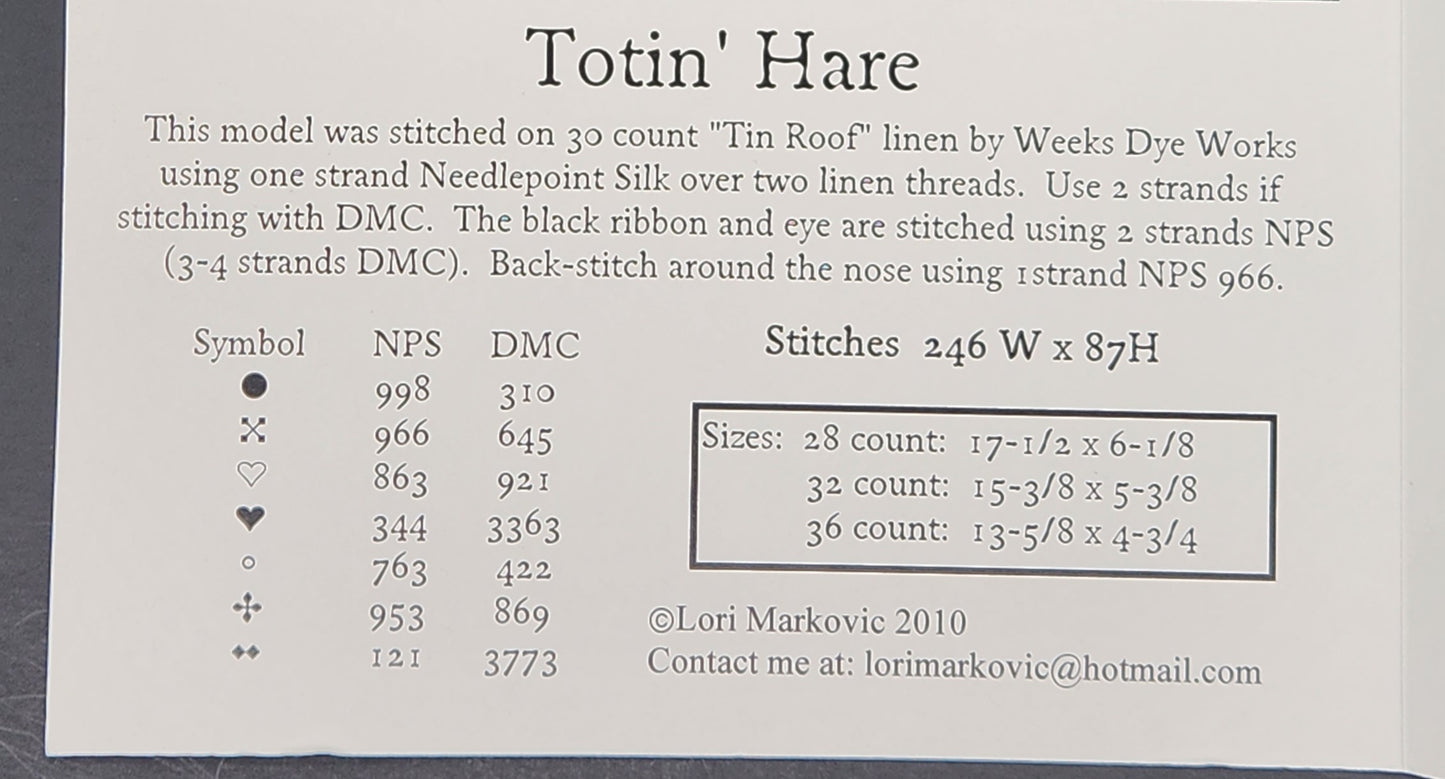 Totin' Hare
This model was stitched on 30 count "Tin Roof" linen by Weeks Dye Works
using one strand Needlepoint Silk over two linen threads. Use 2 strands if
stitching with DMC. The black ribbon and eye are stitched using 2 strands NPS
(3-4 strands DMC). Back-stitch around the nose using 1strand NPS 966.
Symbol NPS DMC
● 998 310
966 645
♡ 863 921
♥ 344 3363
○ 763 422
✣ 953 869
◆◆ 121 3773
Stitches 246 W x 87H
Sizes: 28 count: 17-1/2 x 6-1/8
32 count: 15-3/8 x 5-3/8
36 count: 13-5/8 x 4-3/4
©Lori Markovic 2010
Contact me at: lorimarkovic@hotmail.com